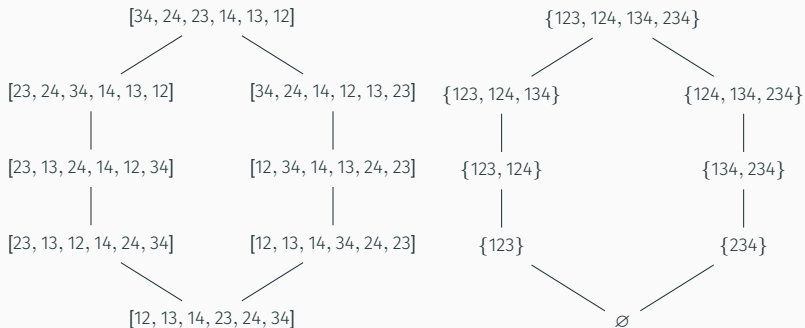 [34, 24, 23, 14, 13, 12]
[23, 24, 34, 14, 13, 12]
[34, 24, 14, 12, 13, 23]
[23, 13, 24, 14, 12, 34]
[12, 34, 14, 13, 24, 23]
[23, 13, 12, 14, 24, 34]
[12, 13, 14, 34, 24, 23]
[12, 13, 14, 23, 24, 34]
{123, 124, 134, 234}
{123, 124, 134}
{124, 134, 234}
{123, 124}
{134, 234}
{123}
{234}
∅